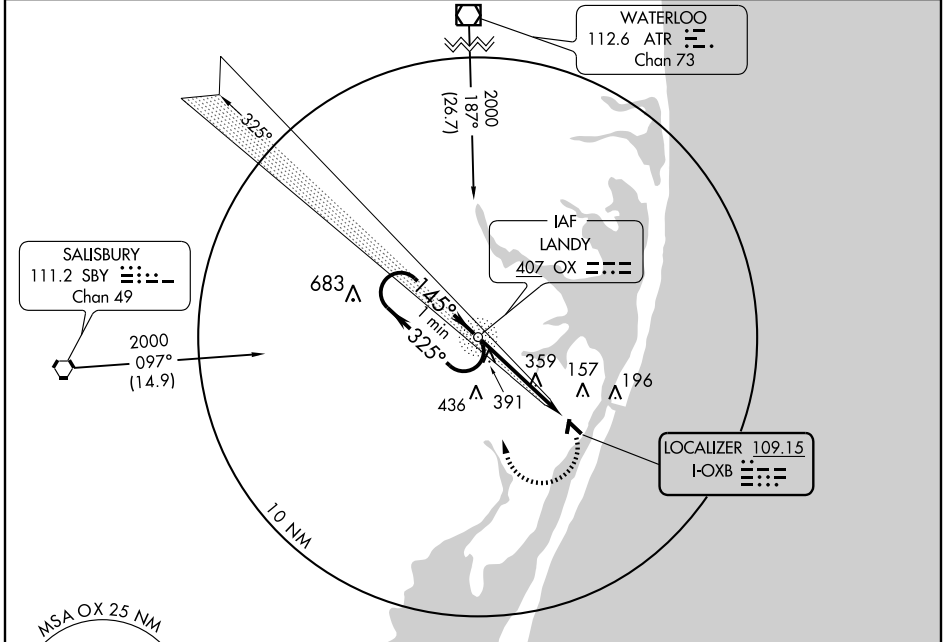 WATERLOO
112.6 ATR
Chan 73
2000
187°
(26.7)
325°
IAF
LANDY
407 OX
SALISBURY
111.2 SBY
Chan 49
2000
097°
(14.9)
683
145°
1 min
325°
359
157
196
436
391
LOCALIZER 109.15
I-OXB
10 NM
MSA OX 25 NM